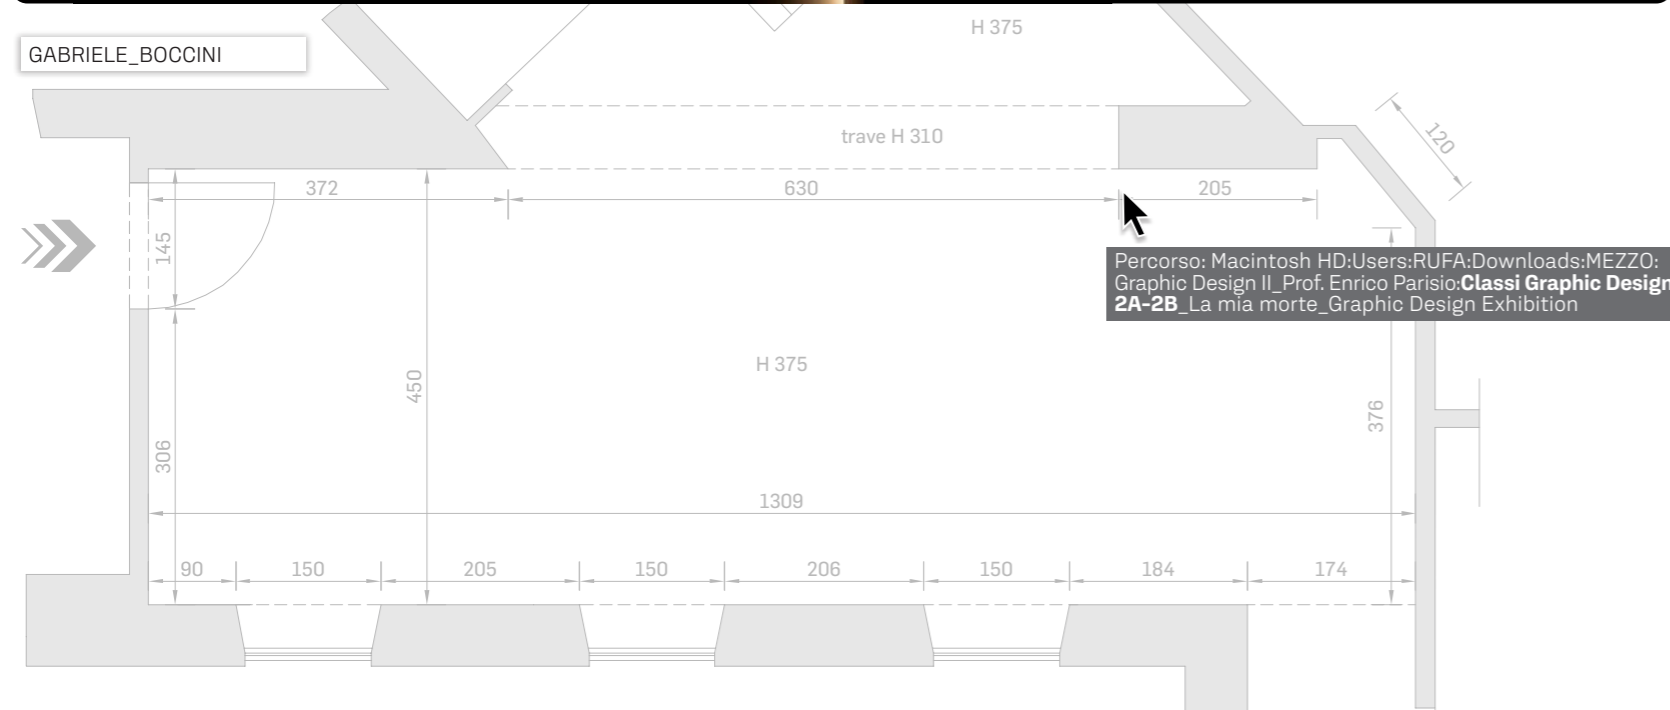 H 375
GABRIELE_BOCCINI
trave H 310
120
372
630
205
145
Percorso: Macintosh HD:Users:RUFA:Downloads:MEZZO:
Graphic Design II_Prof. Enrico Parisio:Classi Graphic Design
2A-2B_La mia morte_Graphic Design Exhibition
H 375
450
376
306
1309
90
150
205
150
206
150
184
174